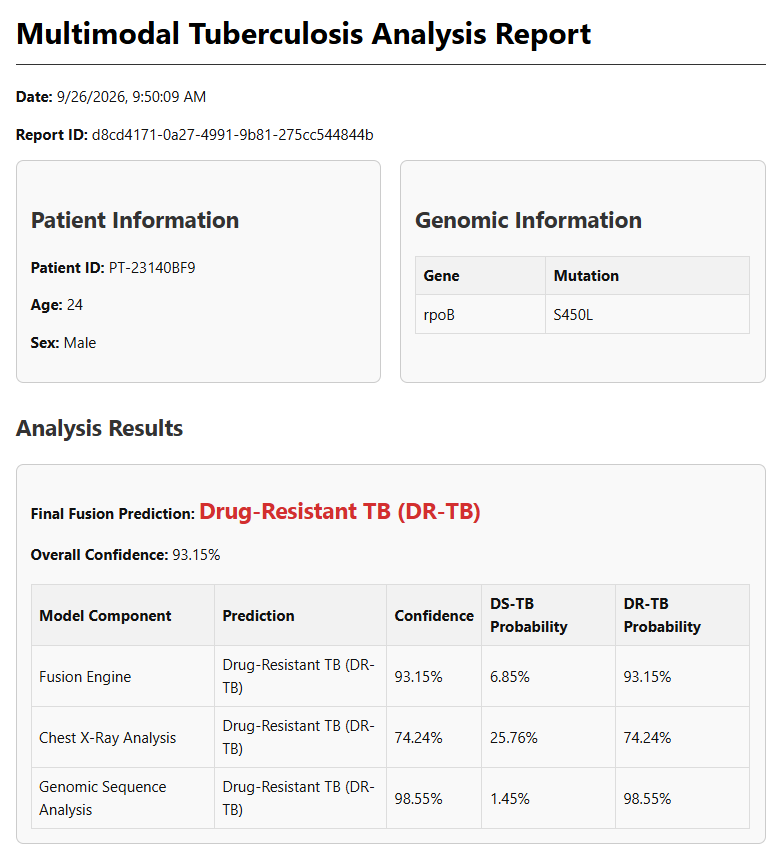 Multimodal Tuberculosis Analysis Report
Date: 9/26/2026, 9:50:09 AM
Report ID: d8cd4171-0a27-4991-9b81-275cc544844b
Patient Information
Patient ID: PT-23140BF9
Age: 24
Sex: Male
Genomic Information
Gene Mutation
rpoB S450L
Analysis Results
Final Fusion Prediction: Drug-Resistant TB (DR-TB)
Overall Confidence: 93.15%
Model Component Prediction Confidence DS-TB Probability DR-TB Probability
Fusion Engine Drug-Resistant TB (DR-TB) 93.15% 6.85% 93.15%
Chest X-Ray Analysis Drug-Resistant TB (DR-TB) 74.24% 25.76% 74.24%
Genomic Sequence Analysis Drug-Resistant TB (DR-TB) 98.55% 1.45% 98.55%